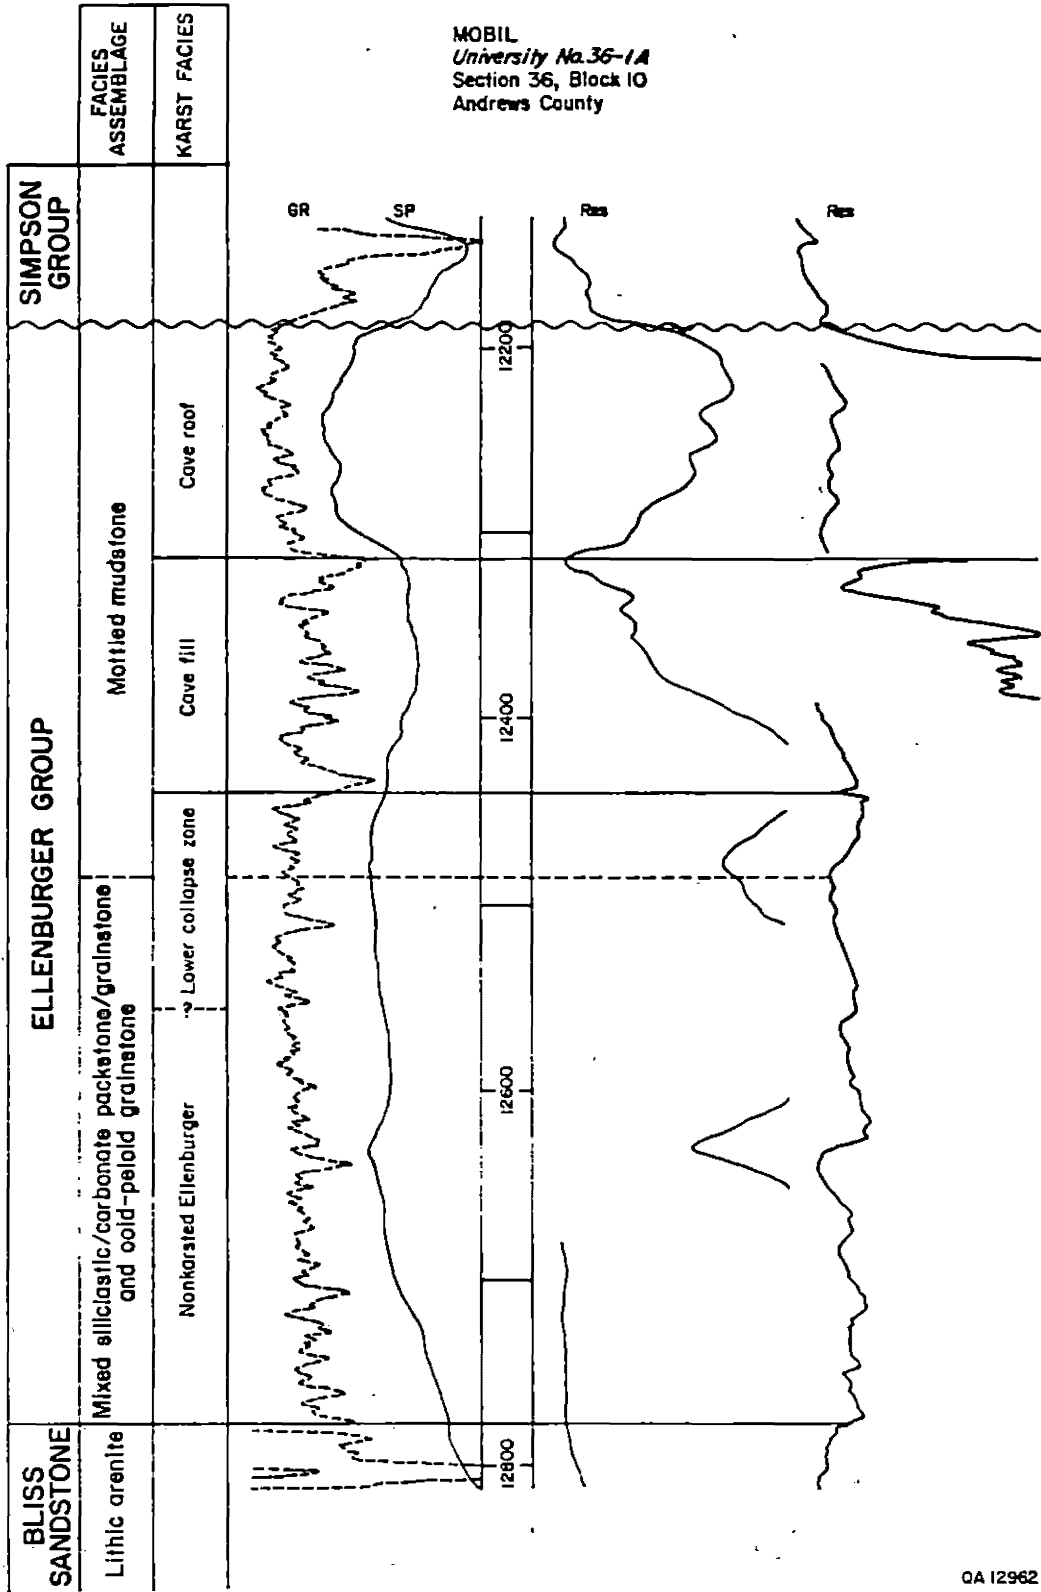 MOBIL
University No.36-1A
Section 36, Block 10
Andrews County
FACIES
ASSEMBLAGE
KARST FACIES
SIMPSON
GROUP
GR
SP
Res
Res
12200
Cave roof
Mottled mudstone
Cave fill
12400
ELLENBURGER GROUP
? Lower collapse zone
Mixed siliciastic/carbonate packstone/grainstone
and ooid-peloid grainstone
12600
Nonkarsted Ellenburger
BLISS
SANDSTONE
Lithic arenite
12800
QA 12962